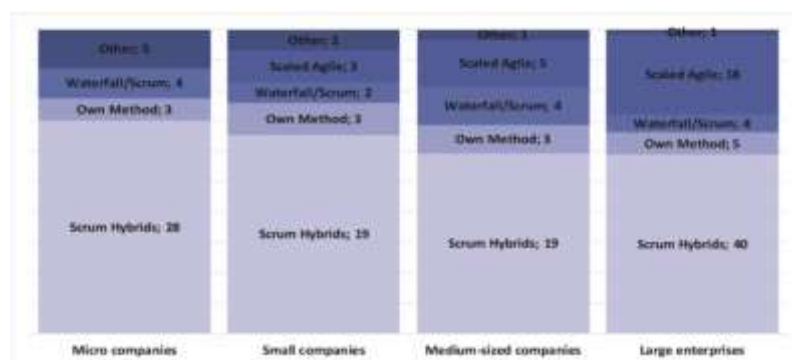 Other; 5
Waterfall/Scrum; 4
Own Method; 3
Scrum Hybrids; 28
Micro companies
Other; 2
Scaled Agile; 3
Waterfall/Scrum; 2
Own Method; 3
Scrum Hybrids; 19
Small companies
Other; 1
Scaled Agile; 5
Waterfall/Scrum; 4
Own Method; 3
Scrum Hybrids; 19
Medium-sized companies
Other; 1
Scaled Agile; 18
Waterfall/Scrum; 4
Own Method; 5
Scrum Hybrids; 40
Large enterprises